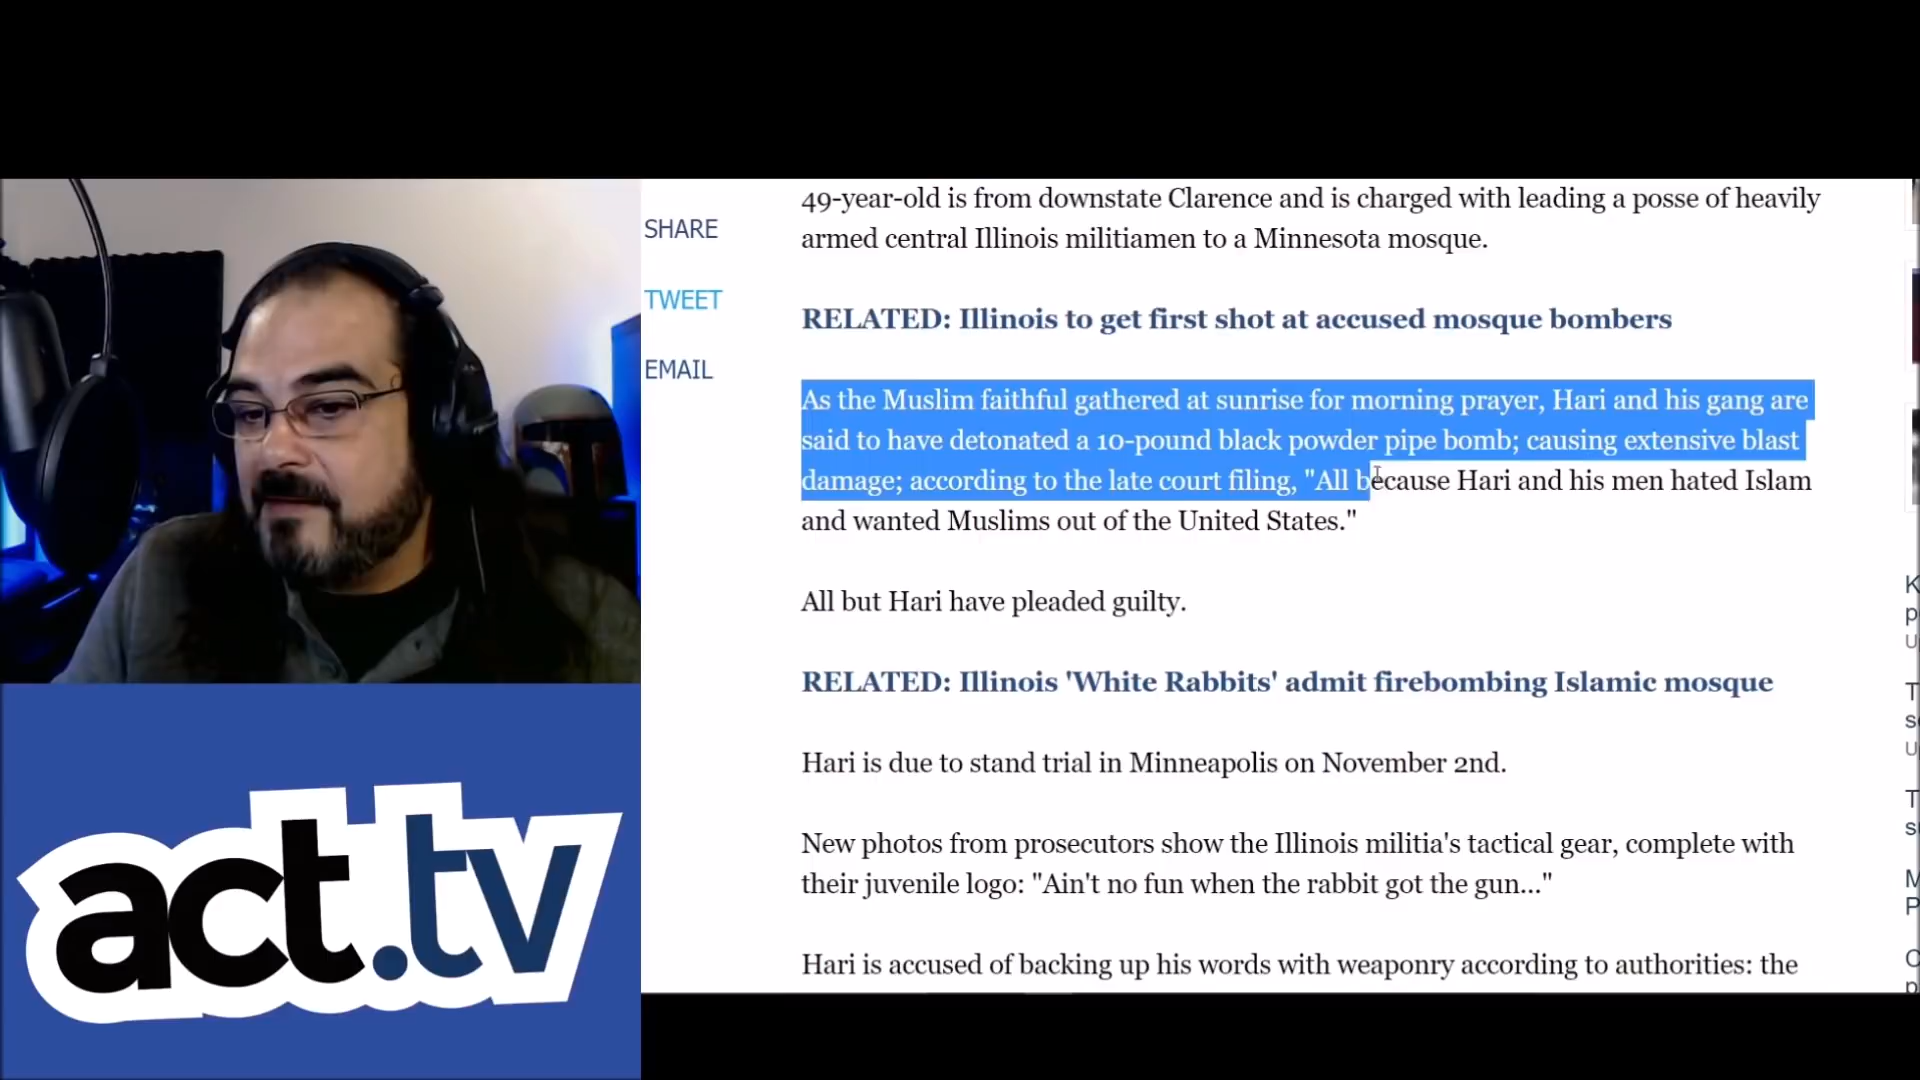 SHARE
TWEET
EMAIL
49-year-old is from downstate Clarence and is charged with leading a posse of heavily
armed central Illinois militiamen to a Minnesota mosque.
RELATED: Illinois to get first shot at accused mosque bombers
As the Muslim faithful gathered at sunrise for morning prayer, Hari and his gang are
said to have detonated a 10-pound black powder pipe bomb; causing extensive blast
damage; according to the late court filing, "All because Hari and his men hated Islam
and wanted Muslims out of the United States."
All but Hari have pleaded guilty.
RELATED: Illinois 'White Rabbits' admit firebombing Islamic mosque
Hari is due to stand trial in Minneapolis on November 2nd.
New photos from prosecutors show the Illinois militia's tactical gear, complete with
their juvenile logo: "Ain't no fun when the rabbit got the gun..."
Hari is accused of backing up his words with weaponry according to authorities: the
act.tv